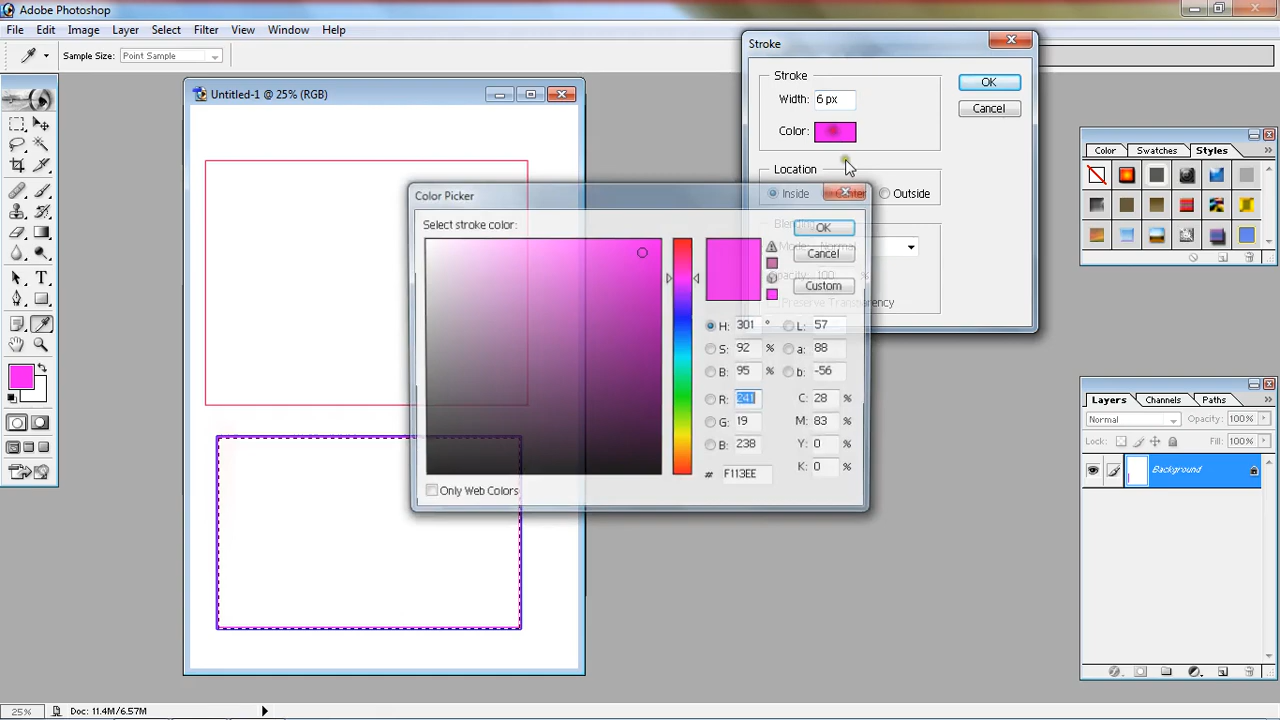 Adobe Photoshop
File Edit Image Layer Select Filter View Window Help
Sample Size: Point Sample
Untitled-1 @ 25% (RGB)
Stroke
Stroke
Width: 6 px
OK
Cancel
Color:
Location
Inside Center Outside
Blending
Mode: Normal
Opacity: 100 %
Preserve Transparency
Color Picker
Select stroke color:
OK
Cancel
Custom
H: 301 ° L: 57
S: 92 % a: 88
B: 95 % b: -56
R: 241 C: 28 %
G: 19 M: 83 %
B: 238 Y: 0 %
# F113EE K: 0 %
Only Web Colors
Color Swatches Styles
Layers Channels Paths
Normal Opacity: 100%
Lock: Fill: 100%
Background
25% Doc: 11.4M/6.57M